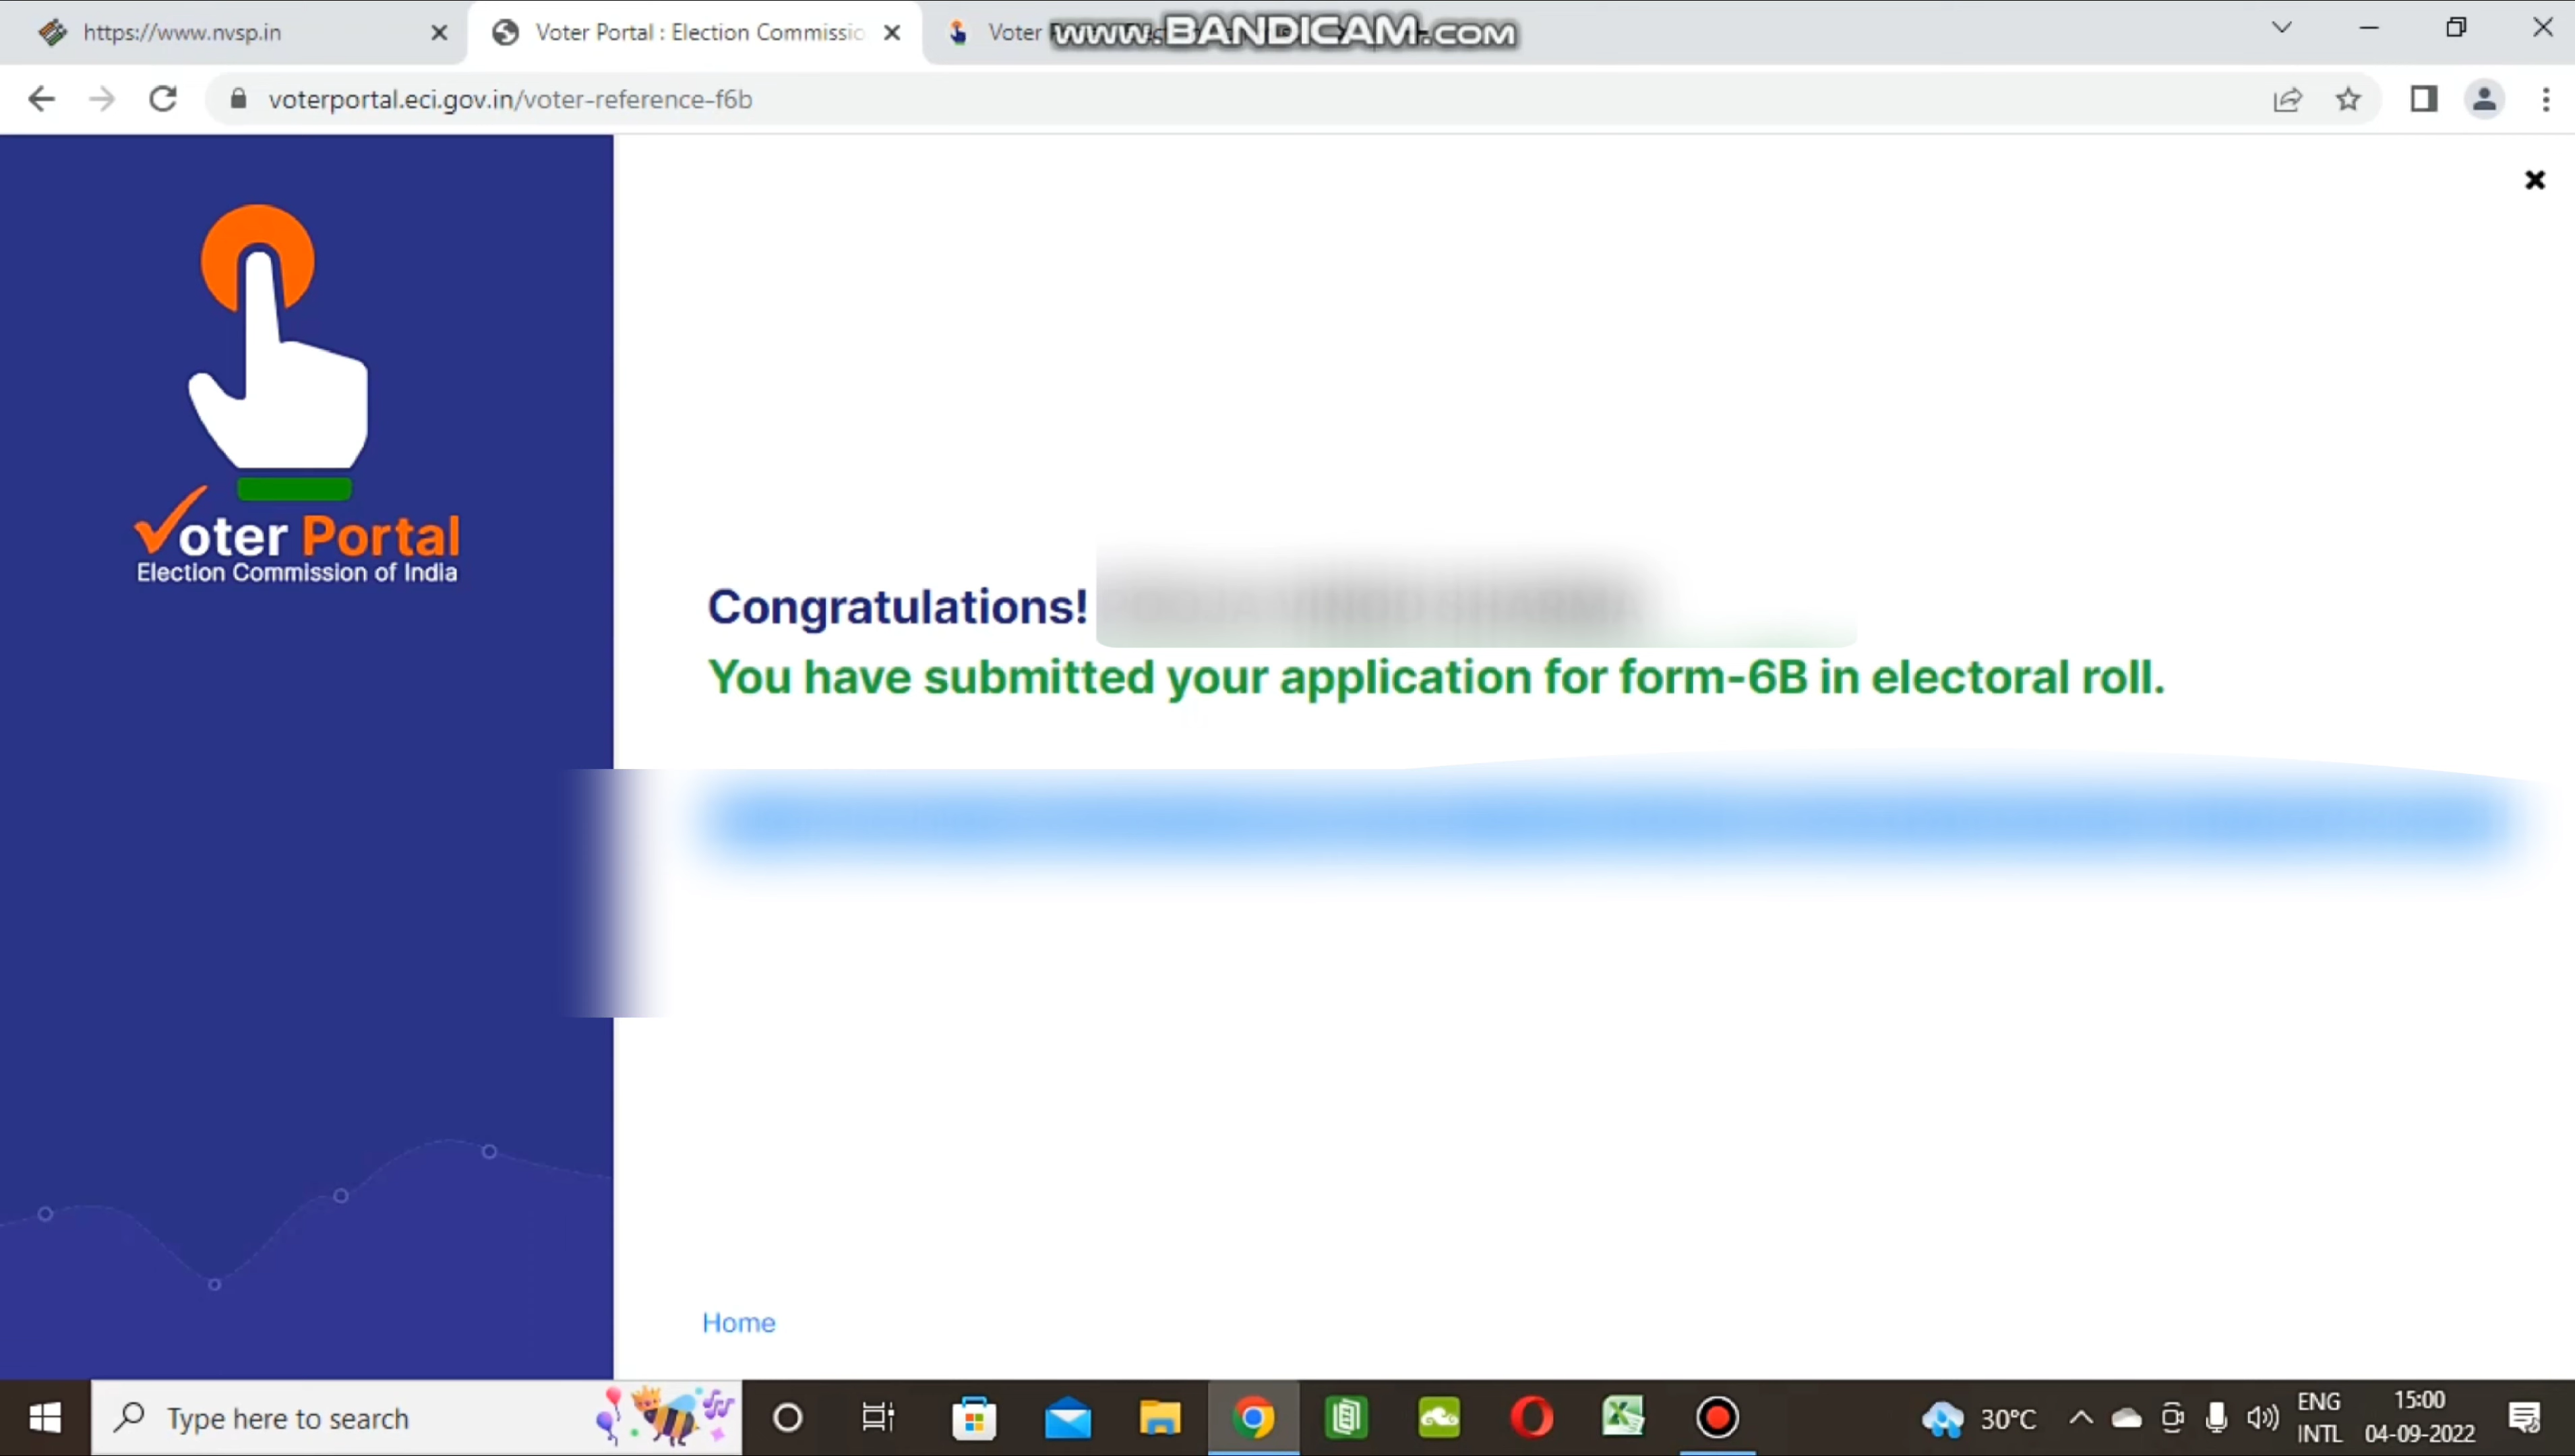 https://www.nvsp.in
Voter Portal : Election Commissio
Voter
www.BANDICAM.com
voterportal.eci.gov.in/voter-reference-f6b
Voter Portal
Election Commission of India
Congratulations!
You have submitted your application for form-6B in electoral roll.
Home
Type here to search
30°C
ENG
INTL
15:00
04-09-2022